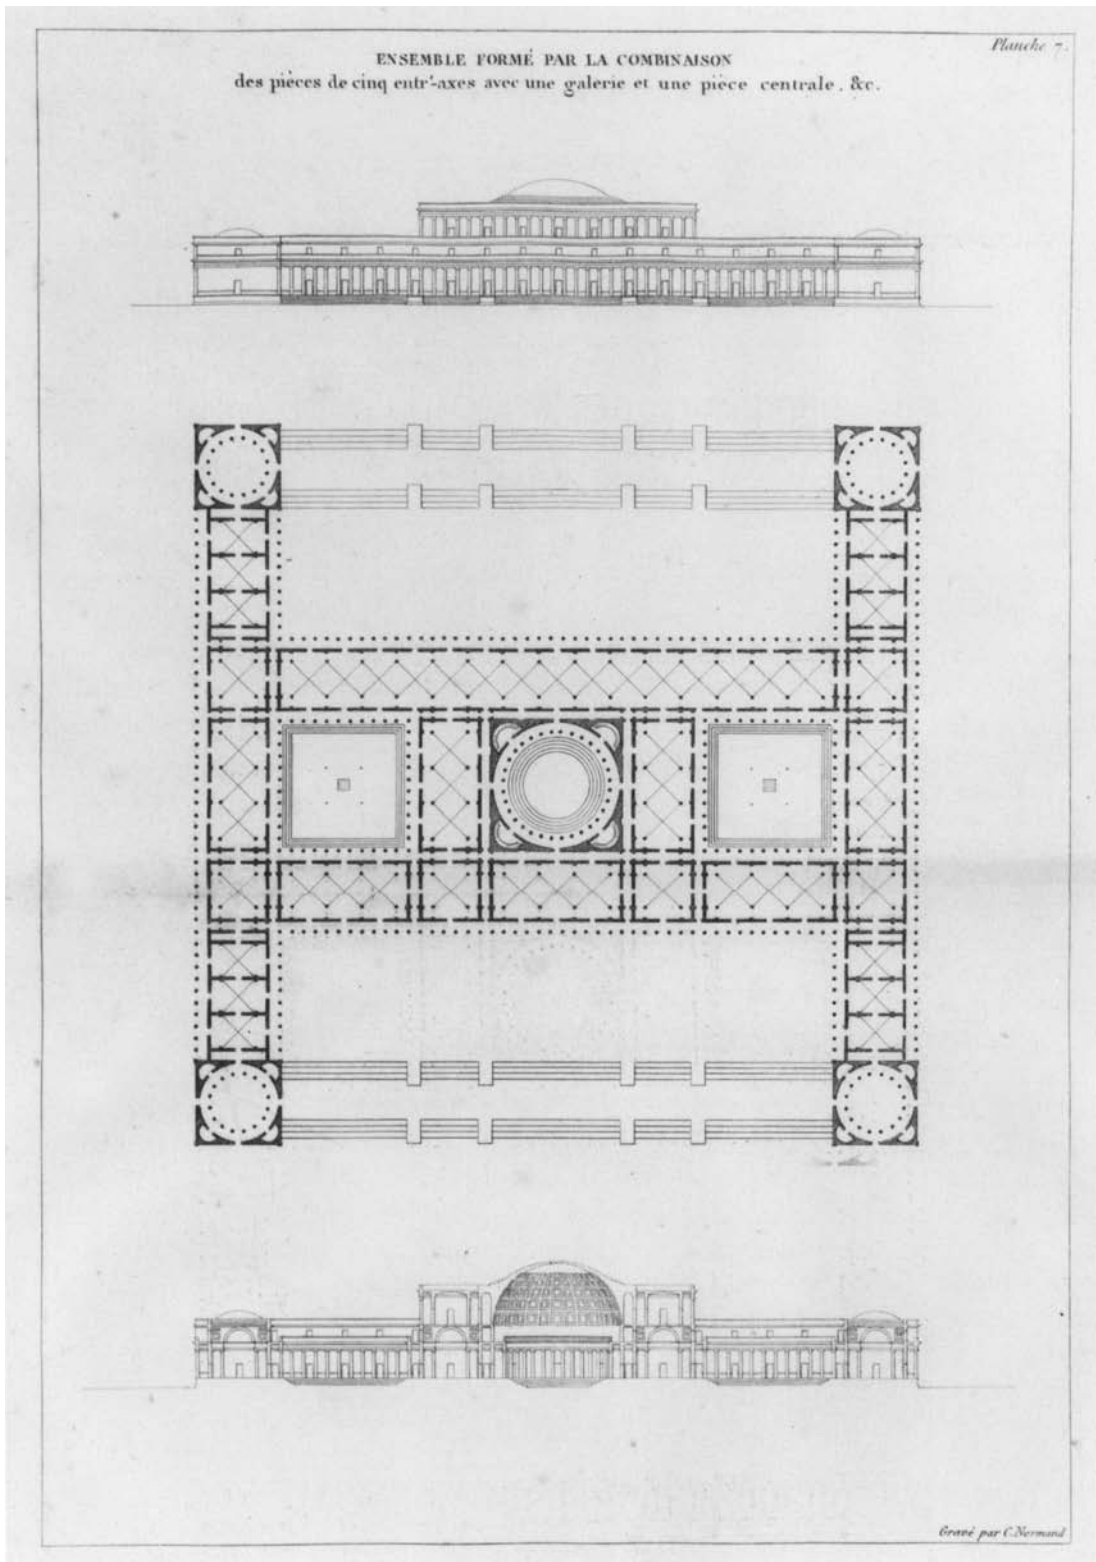 Planche 7.
ENSEMBLE FORMÉ PAR LA COMBINAISON
des pièces de cinq entr'-axes avec une galerie et une pièce centrale. &c.
Gravé par C. Normand